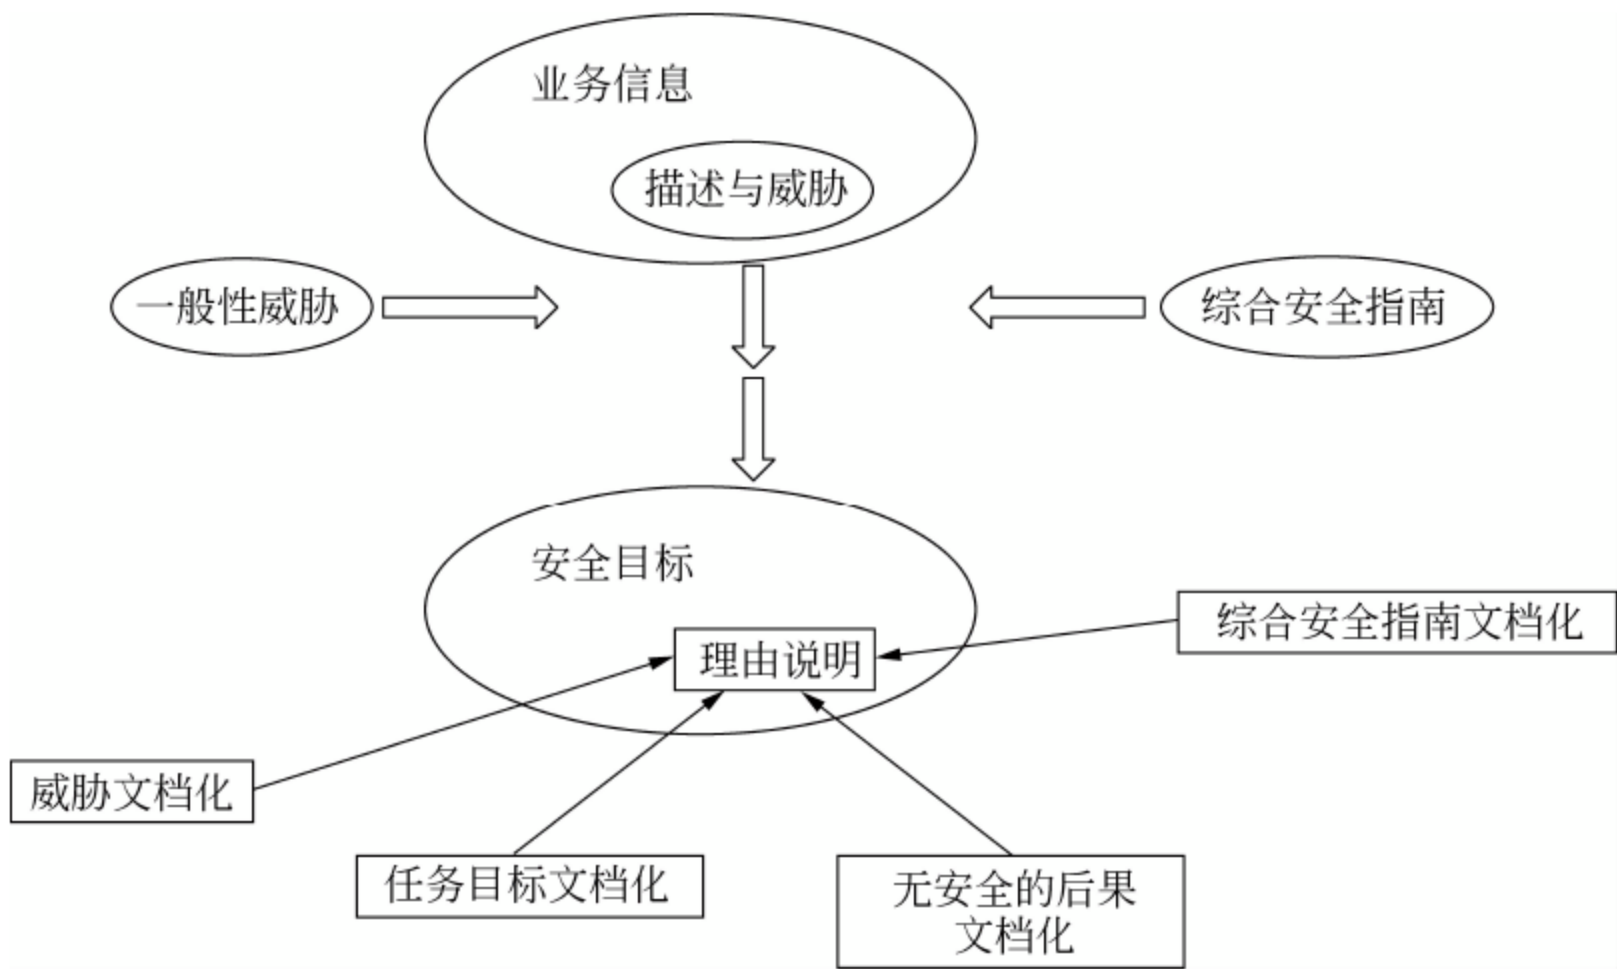 业务信息
描述与威胁
一般性威胁
综合安全指南
安全目标
综合安全指南文档化
理由说明
威胁文档化
任务目标文档化
无安全的后果
文档化